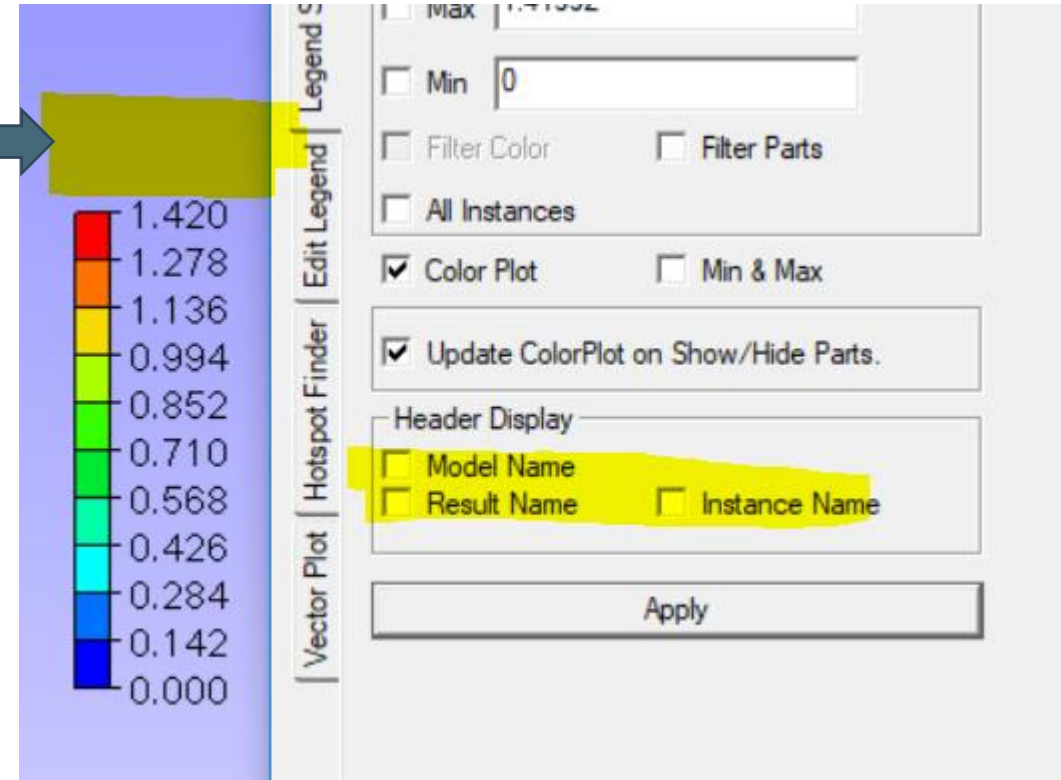 1.420
1.278
1.136
0.994
0.852
0.710
0.568
0.426
0.284
0.142
0.000
Legend S
Edit Legend
Hotspot Finder
Vector Plot
Max
Min 0
Filter Color Filter Parts
All Instances
Color Plot Min & Max
Update ColorPlot on Show/Hide Parts.
Header Display
Model Name
Result Name Instance Name
Apply